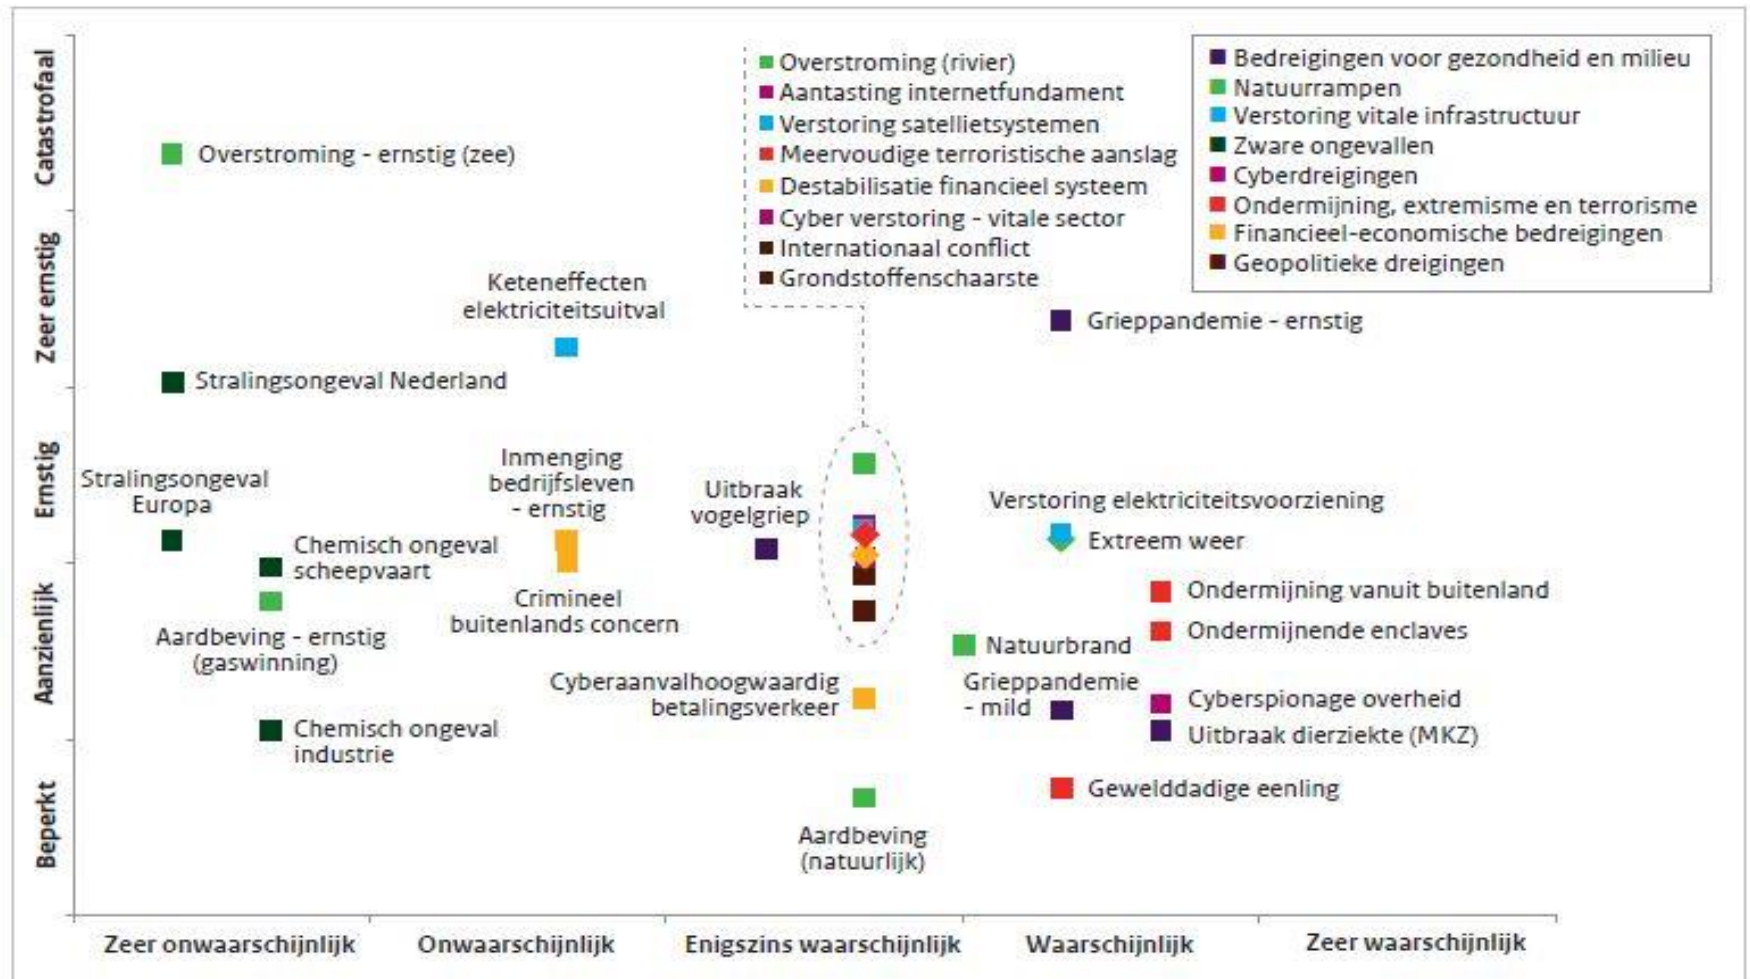 Catastrofaal
Zeer ernstig
Ernstig
Aanzienlijk
Beperkt
Overstroming (rivier)
Aantasting internetfundament
Verstoring satellietsystemen
Meervoudige terroristische aanslag
Destabilisatie financieel systeem
Cyber verstoring - vitale sector
Internationaal conflict
Grondstoffenschaarste
Bedreigingen voor gezondheid en milieu
Natuurrampen
Verstoring vitale infrastructuur
Zware ongevallen
Cyberdreigingen
Ondermijning, extremisme en terrorisme
Financieel-economische bedreigingen
Geopolitieke dreigingen
Overstroming - ernstig (zee)
Keteneffecten
elektriciteitsuitval
Grieppandemie - ernstig
Stralingsongeval Nederland
Stralingsongeval
Europa
Inmenging
bedrijfsleven
- ernstig
Uitbraak
vogelgriep
Verstoring elektriciteitsvoorziening
Extreem weer
Chemisch ongeval
scheepvaart
Crimineel
buitenlands concern
Ondermijning vanuit buitenland
Ondermijnende enclaves
Aardbeving - ernstig
(gaswinning)
Natuurbrand
Cyberaanvalhoogwaardig
betalingsverkeer
Grieppandemie
- mild
Cyberspionage overheid
Uitbraak dierziekte (MKZ)
Chemisch ongeval
industrie
Gewelddadige eenling
Aardbeving
(natuurlijk)
Zeer onwaarschijnlijk
Onwaarschijnlijk
Enigszins waarschijnlijk
Waarschijnlijk
Zeer waarschijnlijk